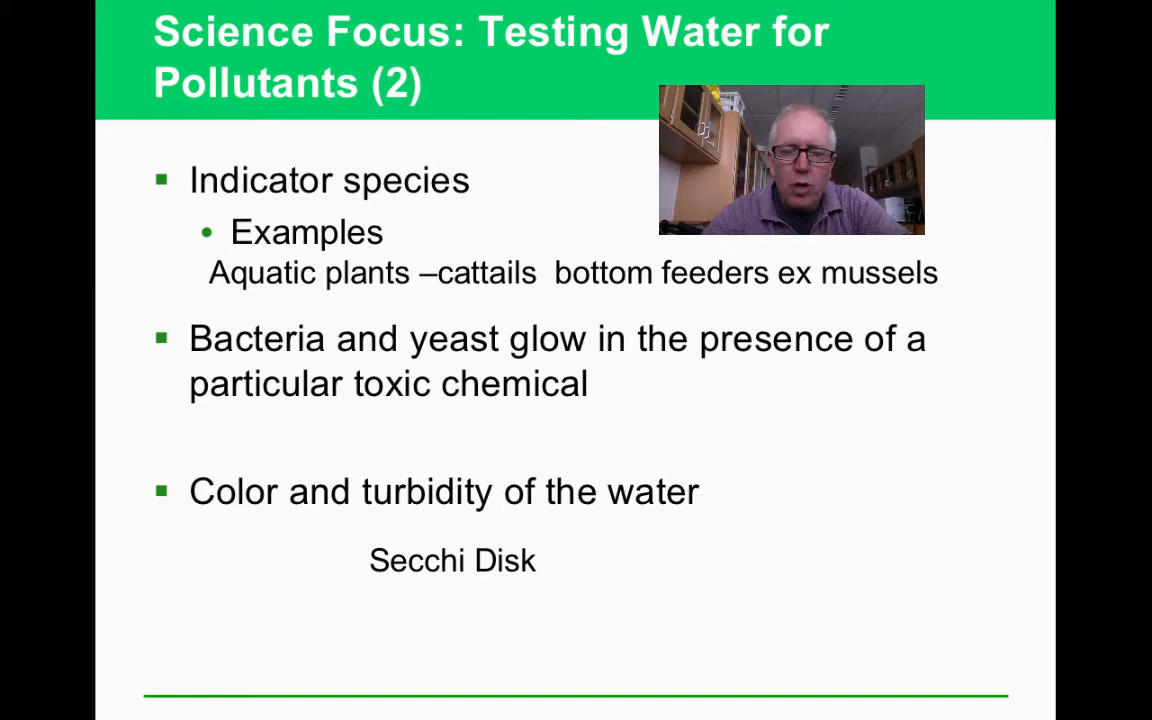 Science Focus: Testing Water for
Pollutants (2)
Indicator species
Examples
Aquatic plants –cattails  bottom feeders ex mussels
Bacteria and yeast glow in the presence of a
particular toxic chemical
Color and turbidity of the water
Secchi Disk